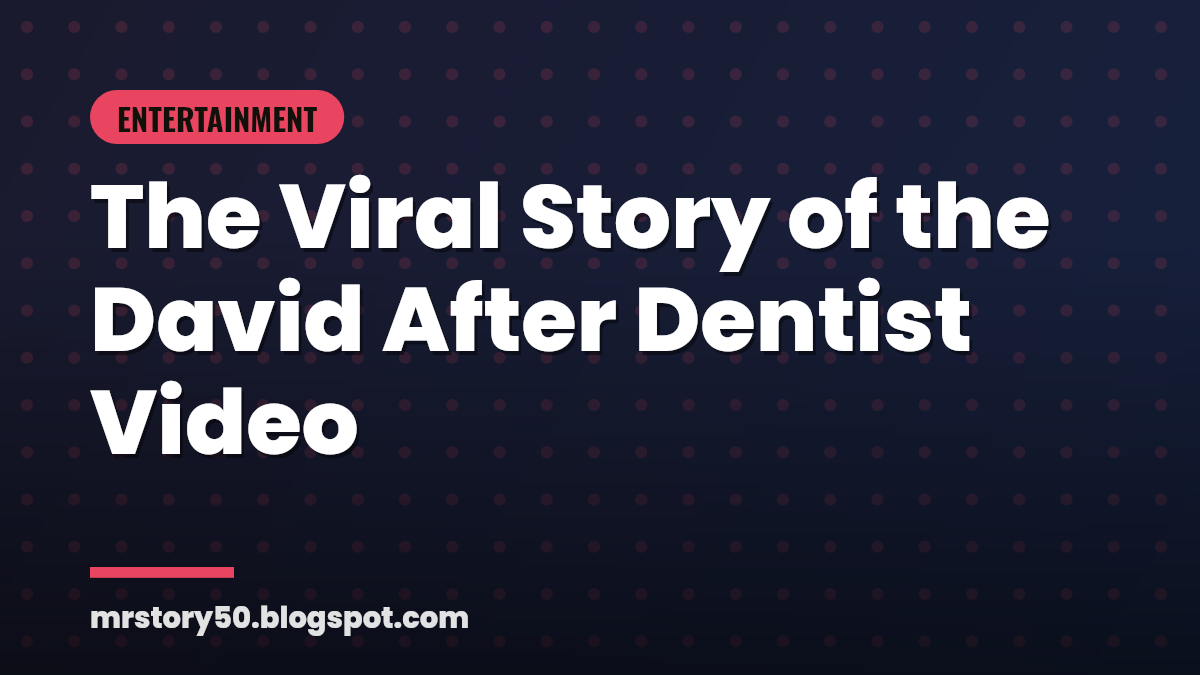 ENTERTAINMENT
The Viral Story of the
David After Dentist
Video
mrstory50.blogspot.com